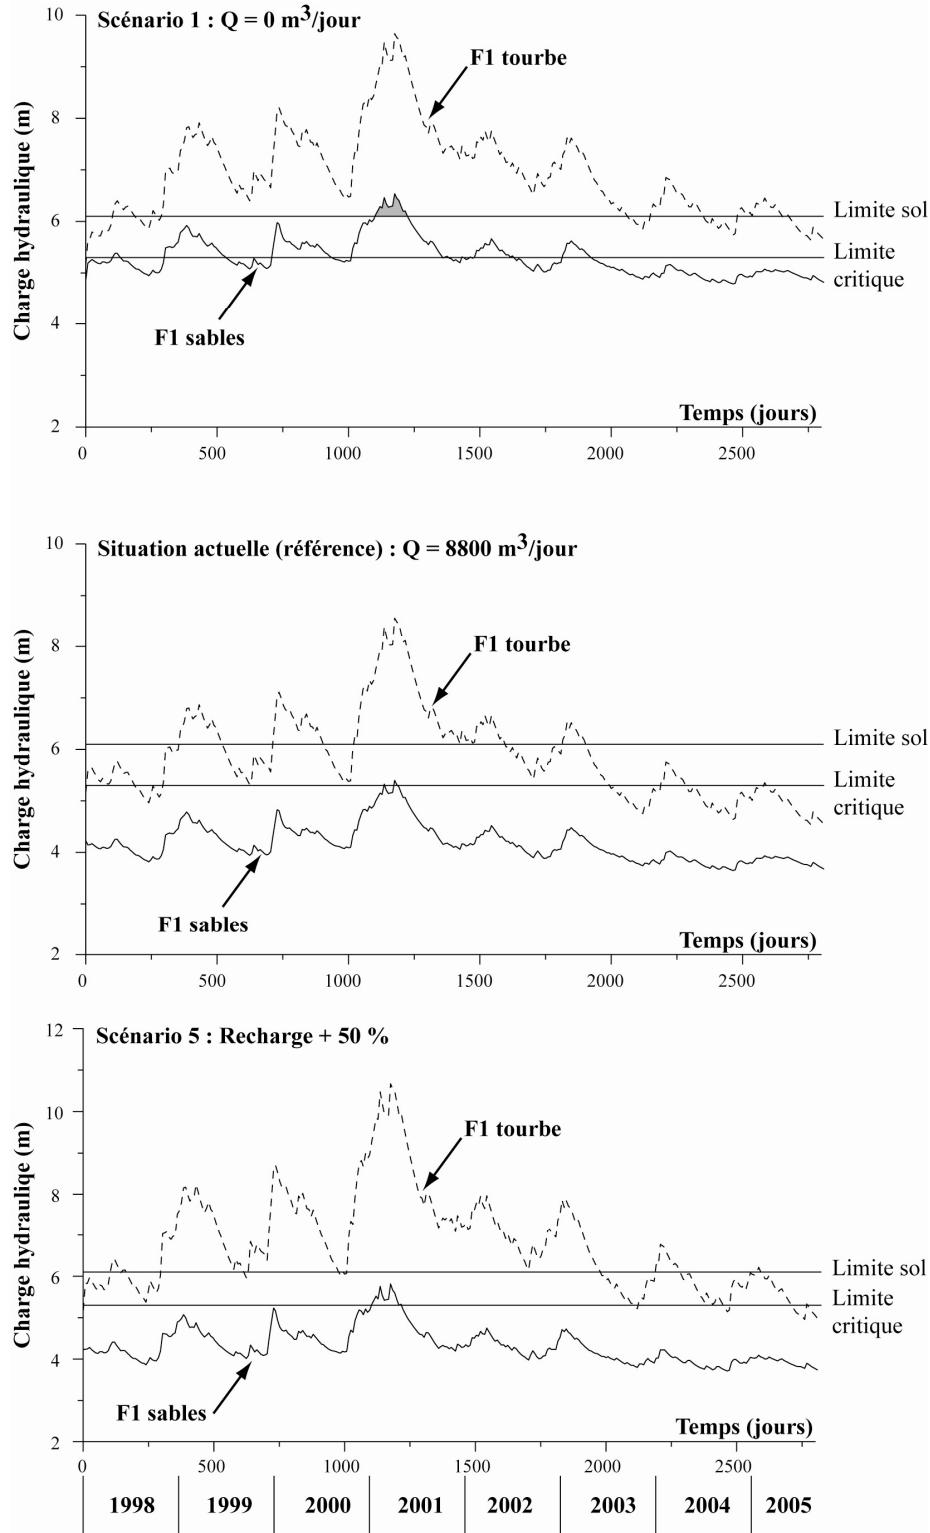 10
Scénario 1 : Q = 0 m³/jour
F1 tourbe
8
Charge hydraulique (m)
6
Limite sol
Limite
critique
F1 sables
4
Temps (jours)
2
0 500 1000 1500 2000 2500
10
Situation actuelle (référence) : Q = 8800 m³/jour
F1 tourbe
8
Charge hydraulique (m)
Limite sol
6
Limite
critique
4
F1 sables
Temps (jours)
2
0 500 1000 1500 2000 2500
12
Scénario 5 : Recharge + 50 %
10
F1 tourbe
Charge hydrauliqe (m)
8
Limite sol
6
Limite
critique
4
F1 sables
Temps (jours)
2
0 500 1000 1500 2000 2500
1998 1999 2000 2001 2002 2003 2004 2005